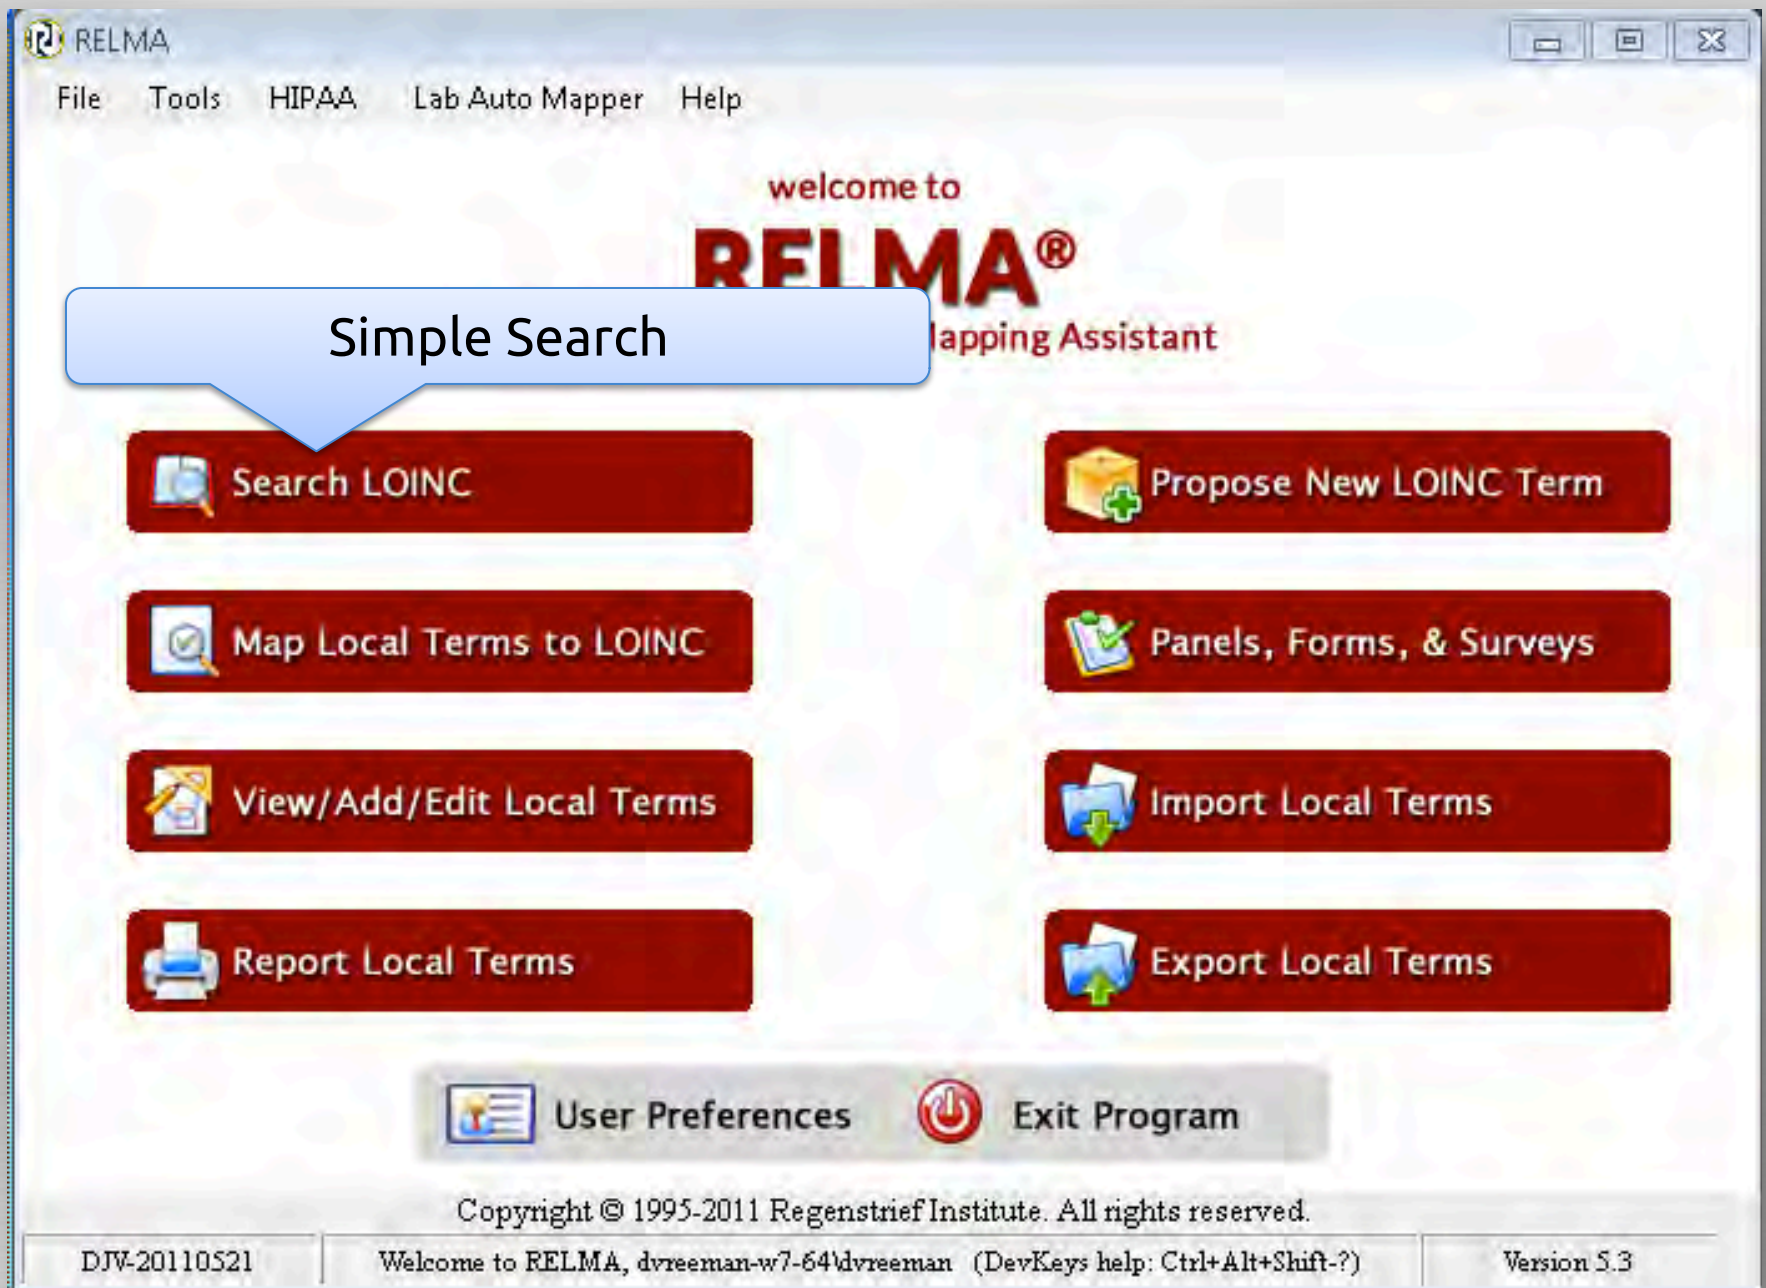 RELMA
File Tools HIPAA Lab Auto Mapper Help
welcome to
RELMA®
Simple Search
apping Assistant
Search LOINC
Propose New LOINC Term
Map Local Terms to LOINC
Panels, Forms, & Surveys
View/Add/Edit Local Terms
Import Local Terms
Report Local Terms
Export Local Terms
User Preferences
Exit Program
Copyright © 1995-2011 Regenstrief Institute. All rights reserved.
DJV-20110521
Welcome to RELMA, dvreeman-w7-64\dvreeman (DevKeys help: Ctrl+Alt+Shift-?)
Version 5.3